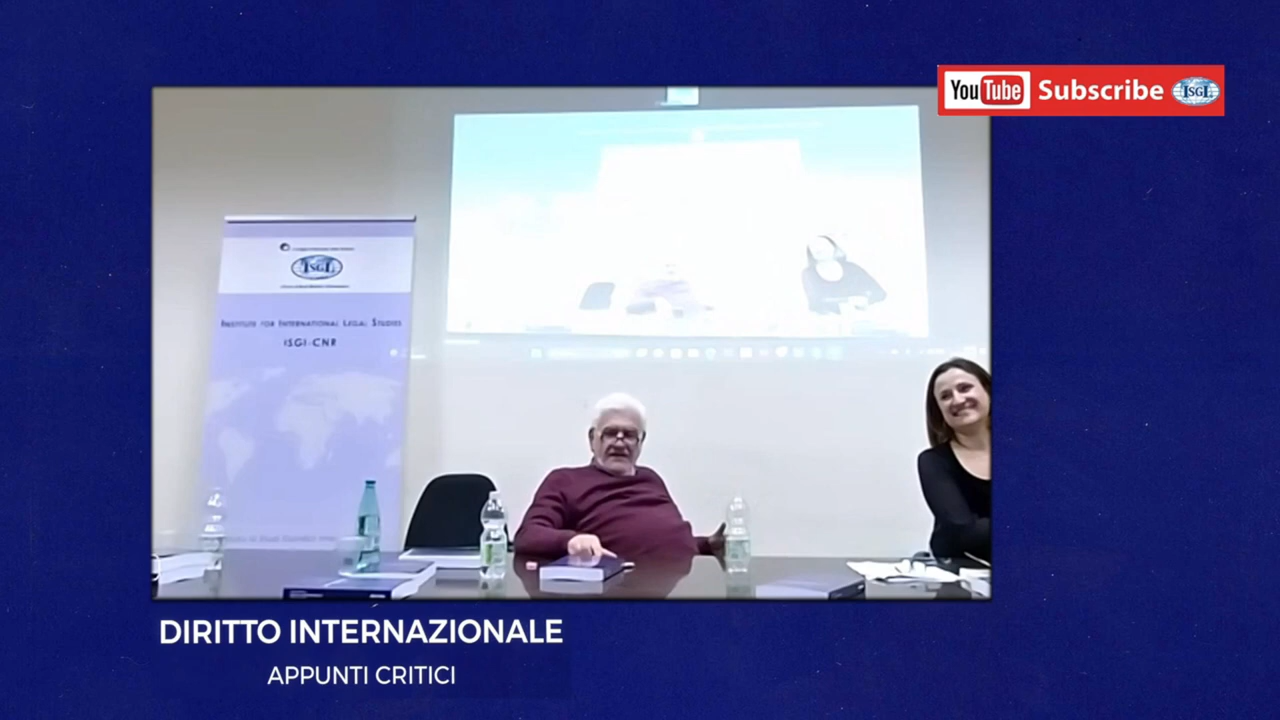 YouTube Subscribe ISGI
ISGI
INSTITUTE FOR INTERNATIONAL LEGAL STUDIES
ISGI-CNR
DIRITTO INTERNAZIONALE
APPUNTI CRITICI